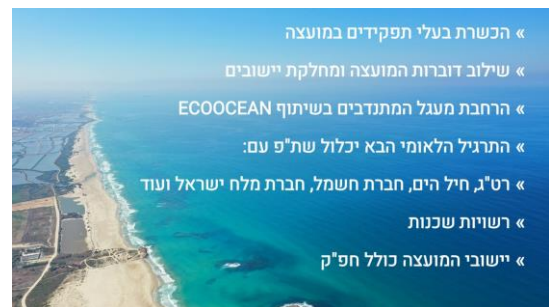 » הכשרת בעלי תפקידים במועצה
» שילוב דוברות המועצה ומחלקת יישובים
» הרחבת מעגל המתנדבים בשיתוף ECOOCEAN
» התרגיל הלאומי הבא יכלול שת"פ עם:
» רט"ג, חיל הים, חברת חשמל, חברת מלח ישראל ועוד
» רשויות שכנות
» יישובי המועצה כולל חפ"ק